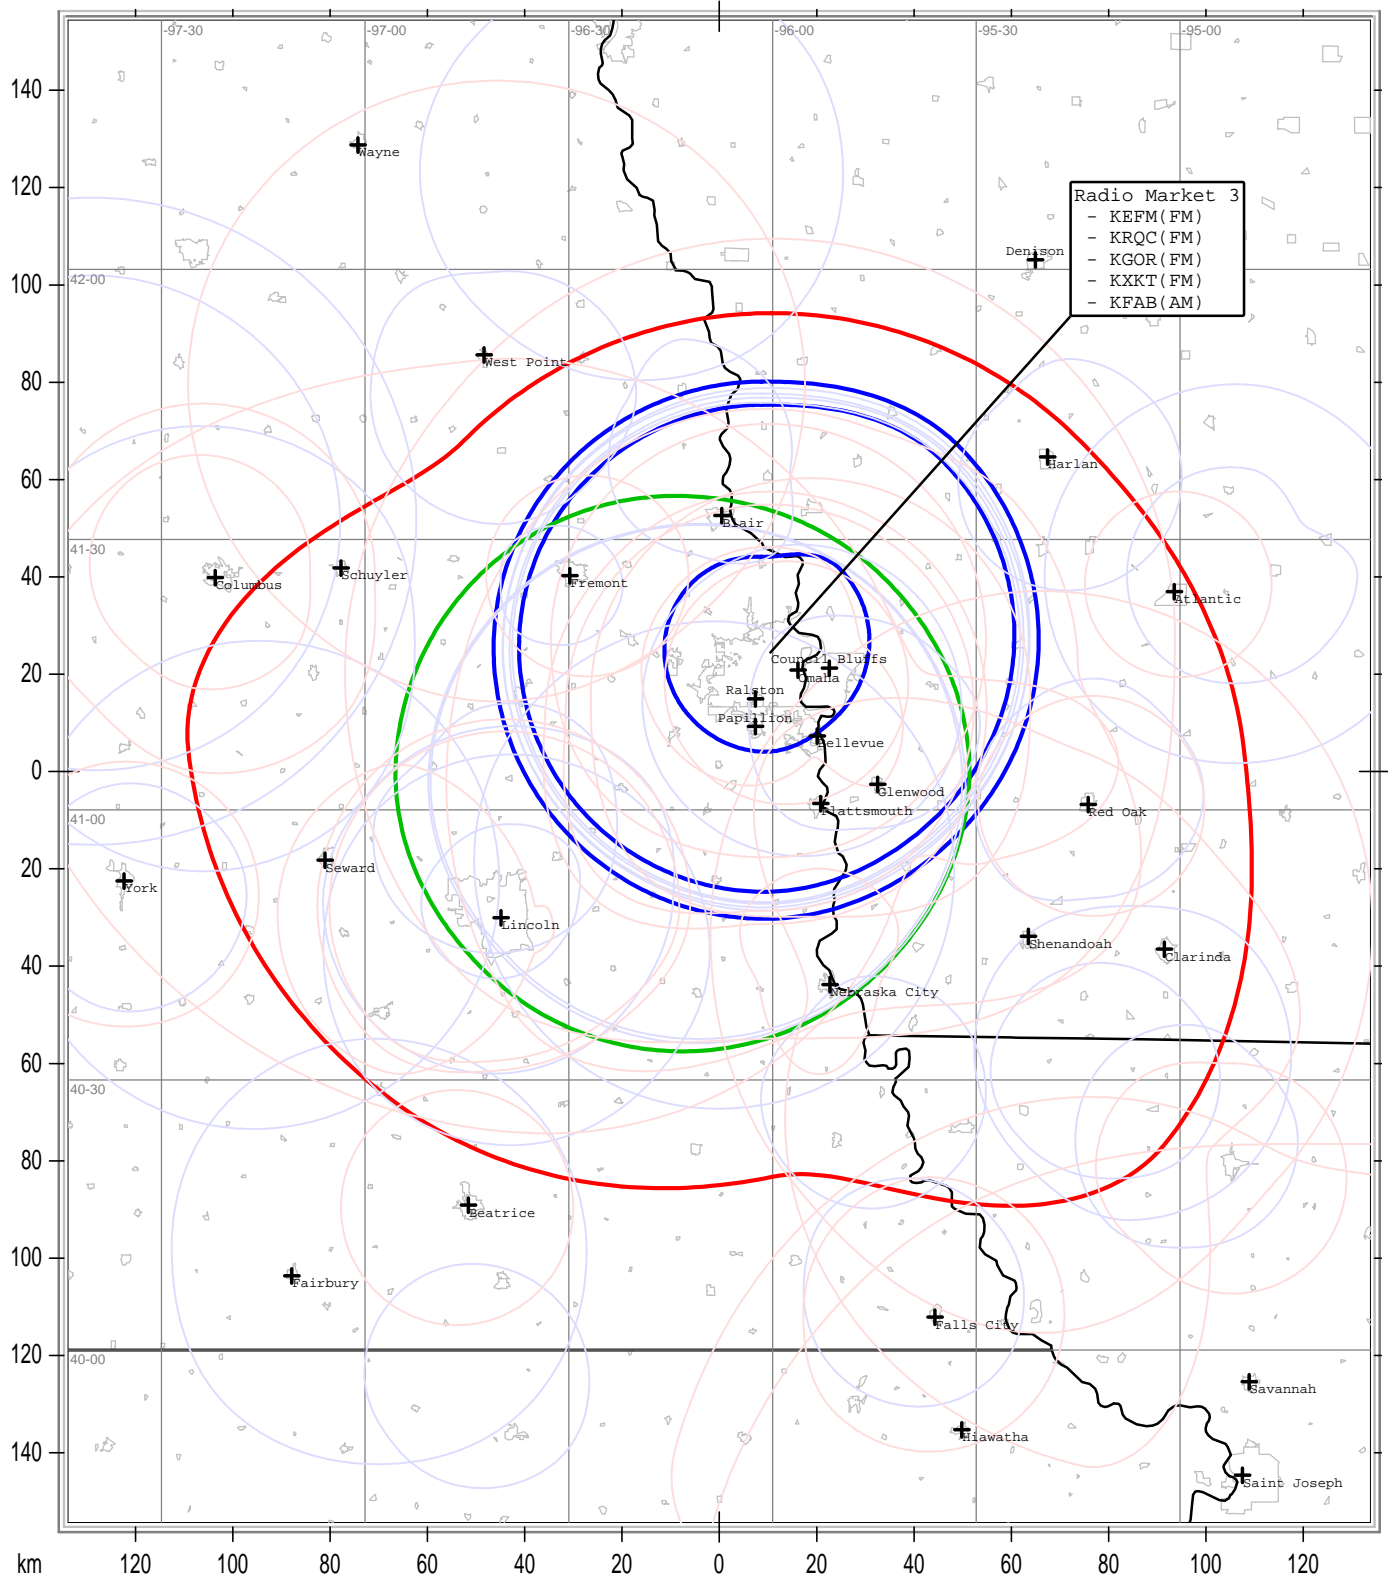 -97-30
-97-00
-96-30
-96-00
-95-30
-95-00
140
120
100
80
60
40
20
0
20
40
60
80
100
120
140
42-00
41-30
41-00
40-30
40-00
Radio Market 3
- KEFM(FM)
- KRQC(FM)
- KGOR(FM)
- KXKT(FM)
- KFAB(AM)
Wayne
Denison
West Point
Harlan
Blair
Columbus
Schuyler
Fremont
Atlantic
Council Bluffs
Omaha
Ralston
Papillion
Bellevue
Glenwood
Plattsmouth
Red Oak
Seward
York
Lincoln
Shenandoah
Clarinda
Nebraska City
Beatrice
Fairbury
Falls City
Savannah
Hiawatha
Saint Joseph
km
120
100
80
60
40
20
0
20
40
60
80
100
120